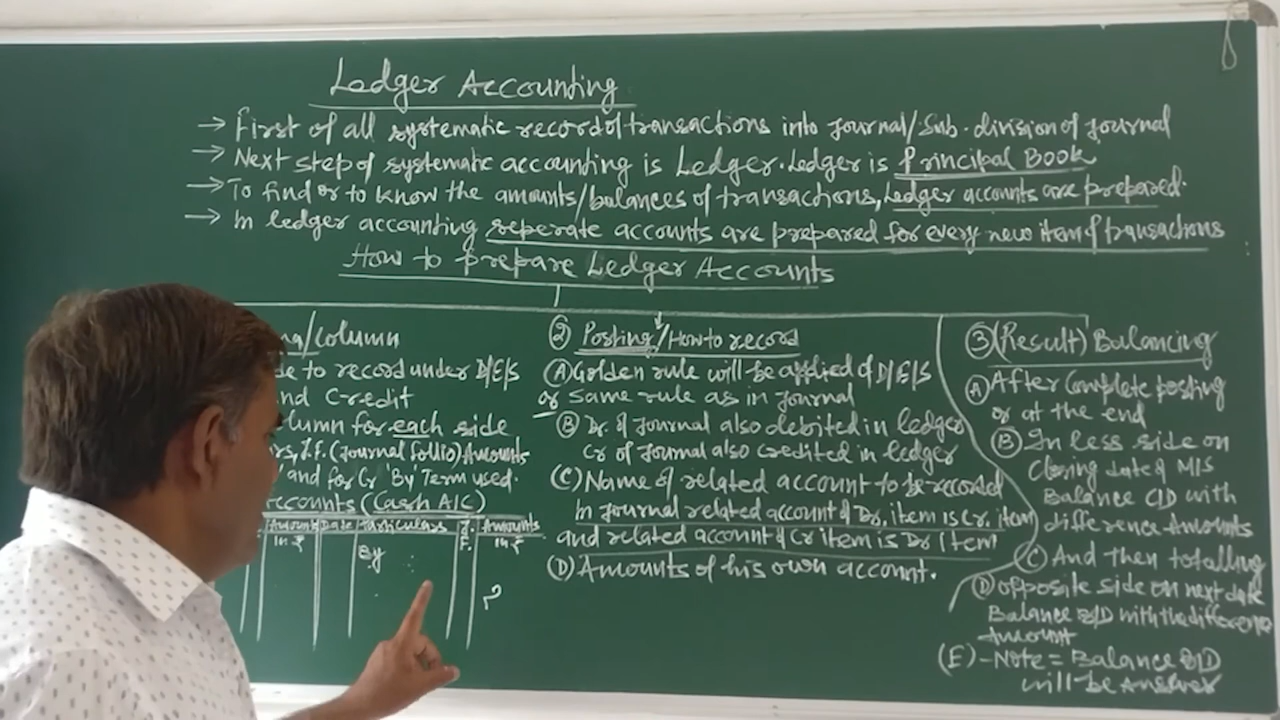 Ledger Accounting
→ First of all systematic record of transactions into Journal/Sub-division of Journal
→ Next step of systematic accounting is Ledger. Ledger is Principal Book
→ To find or to know the amounts/balances of transactions, Ledger accounts are prepared.
→ In ledger accounting seperate accounts are prepared for every new item of transactions
How to prepare Ledger Accounts
/Column
de to record under D/E/S
nd Credit
lumn for each side
rs, J.f. (Journal folio) Amounts
and for Cr 'By' Term used.
ccounts (Cash A/C)
Amount Date Particulars J.F. Amounts
in ₹ in ₹
By
?
② Posting/How to record
(A) Golden rule will be applied of D/E/S
or same rule as in Journal
(B) Dr. of Journal also debited in ledger
Cr of Journal also credited in ledger
(C) Name of related account to be recorded
In Journal related account of Dr. item is Cr. item
and related account of Cr item is Dr Item
(D) Amounts of his own account.
③ (Result) Balancing
(A) After complete posting
or at the end
(B) In less side on
Closing date of M/S
Balance C/D with
difference Amounts
(C) And then totalling
(D) opposite side on next date
Balance B/D with the difference
Amount
(E) - Note = Balance B/D
will be Answer